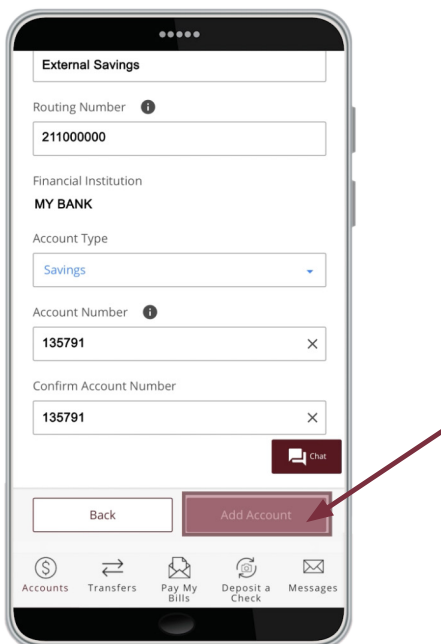 External Savings
Routing Number
211000000
Financial Institution
MY BANK
Account Type
Savings
Account Number
135791
Confirm Account Number
135791
Chat
Back
Add Account
Accounts
Transfers
Pay My
Bills
Deposit a
Check
Messages